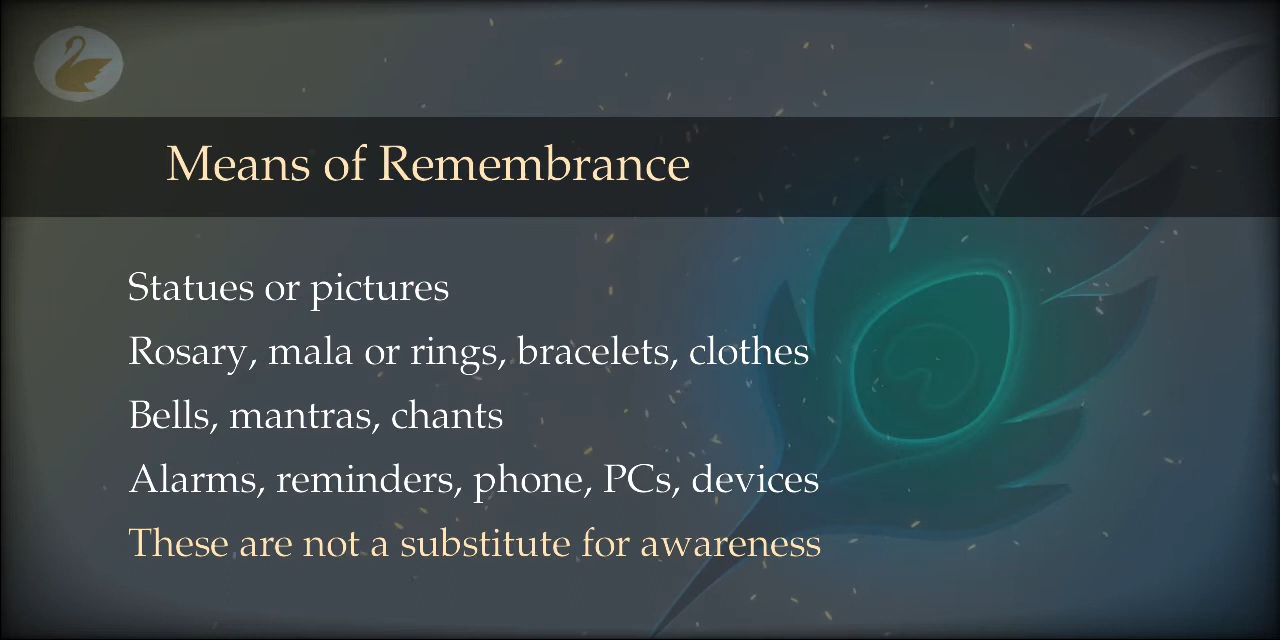 Means of Remembrance
Statues or pictures
Rosary, mala or rings, bracelets, clothes
Bells, mantras, chants
Alarms, reminders, phone, PCs, devices
These are not a substitute for awareness